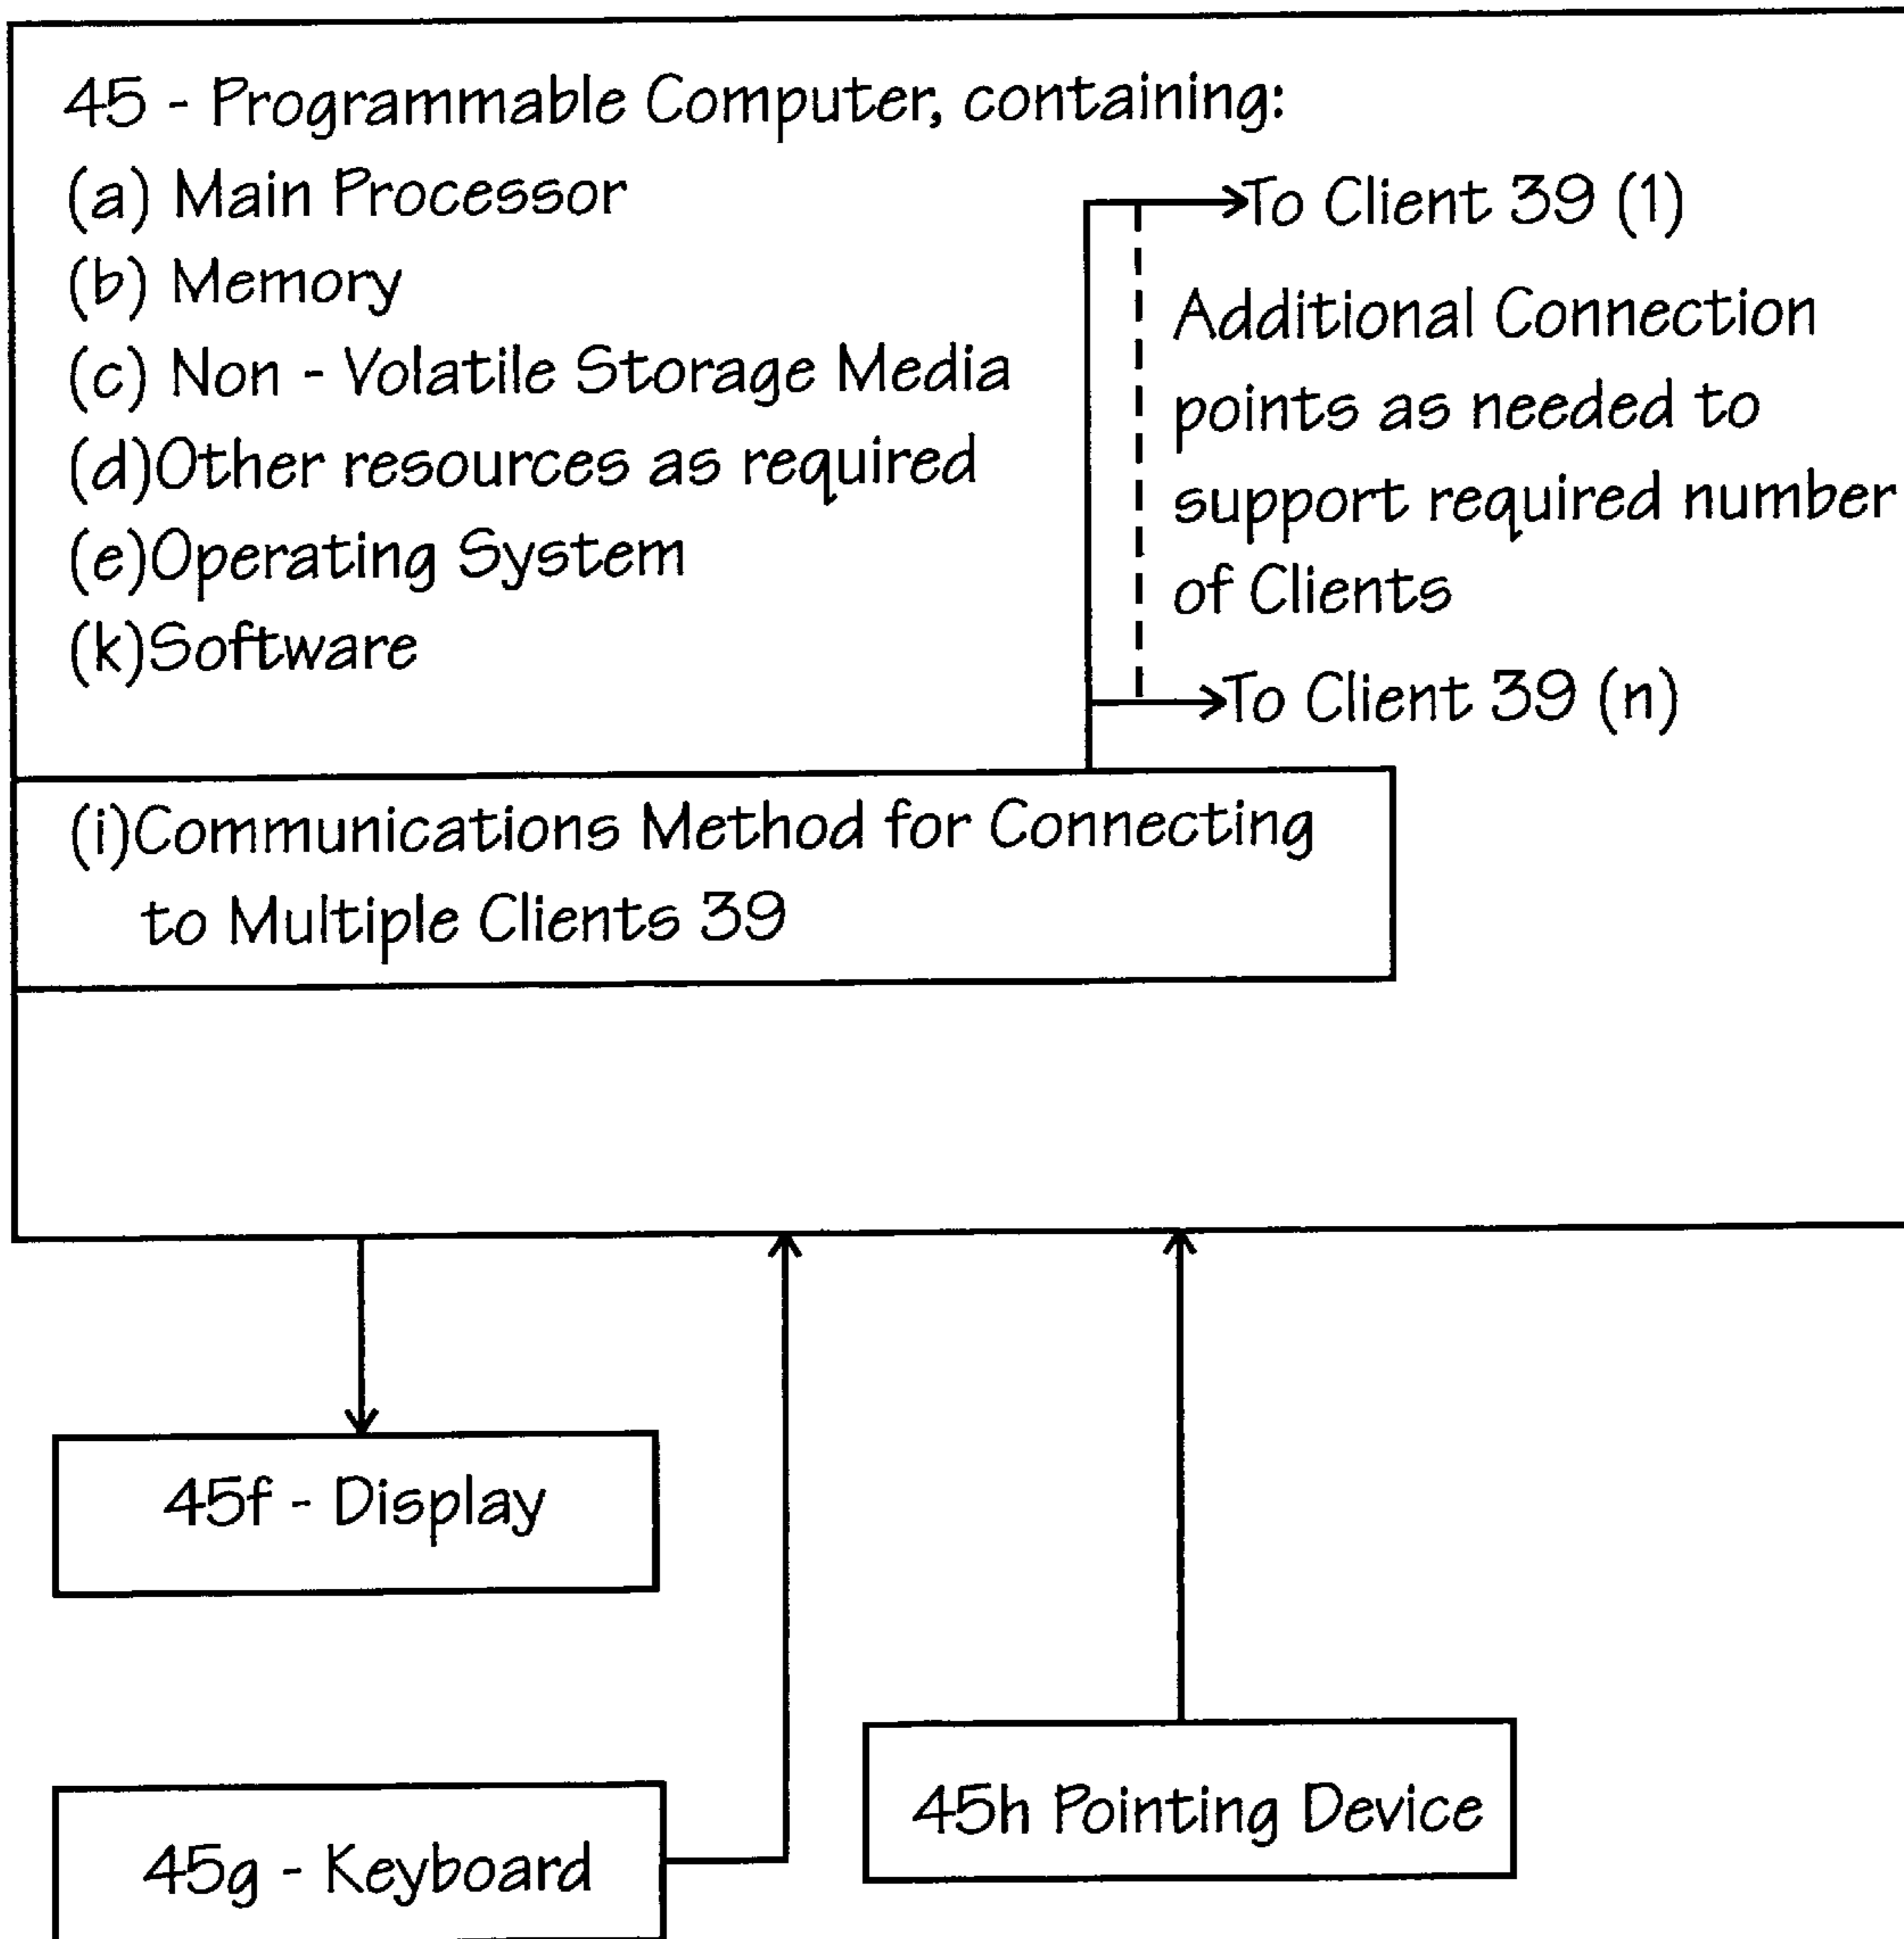 45 - Programmable Computer, containing:
(a) Main Processor
(b) Memory
(c) Non - Volatile Storage Media
(d)Other resources as required
(e)Operating System
(k)Software
To Client 39 (1)
Additional Connection
points as needed to
support required number
of Clients
To Client 39 (n)
(i)Communications Method for Connecting
to Multiple Clients 39
45f - Display
45h Pointing Device
45g - Keyboard